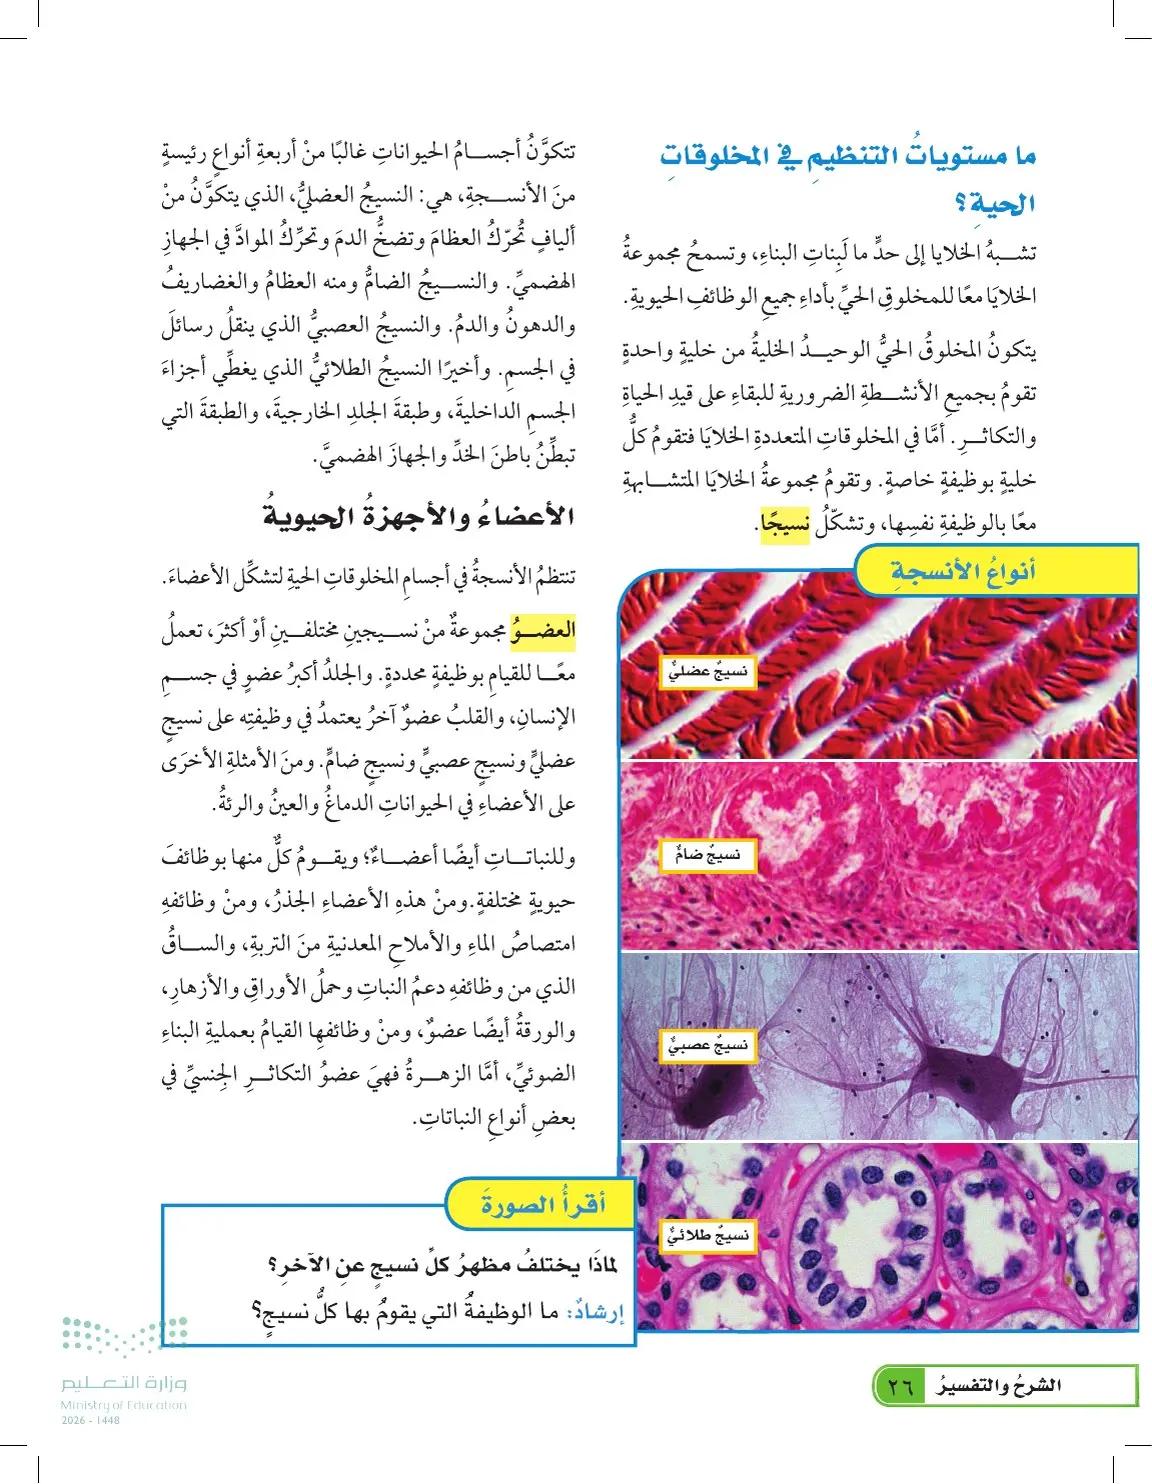 ما مستوياتُ التنظيمِ في المخلوقاتِ
الحيةِ؟
تشبهُ الخلايا إلى حدٍّ ما لَبِناتِ البناءِ، وتسمحُ مجموعةُ
الخلايَا معًا للمخلوقِ الحيِّ بأداءِ جميعِ الوظائفِ الحيويةِ.
يتكونُ المخلوقُ الحيُّ الوحيدُ الخليةُ من خليةٍ واحدةٍ
تقومُ بجميعِ الأنشطةِ الضروريةِ للبقاءِ على قيدِ الحياةِ
والتكاثرِ. أمَّا في المخلوقاتِ المتعددةِ الخلايَا فتقومُ كلُّ
خليةٍ بوظيفةٍ خاصةٍ. وتقومُ مجموعةُ الخلايَا المتشابهةِ
معًا بالوظيفةِ نفسِها، وتشكّلُ نسيجًا.
أنواعُ الأنسجةِ
نسيجٌ عضليٌّ
نسيجٌ ضامٌّ
نسيجٌ عصبيٌّ
نسيجٌ طلائيٌّ
تتكوَّنُ أجسامُ الحيواناتِ غالبًا منْ أربعةِ أنواعٍ رئيسةٍ
منَ الأنسجةِ، هي: النسيجُ العضليُّ، الذي يتكوَّنُ منْ
أليافٍ تُحرّكُ العظامَ وتضخُّ الدمَ وتحرّكُ الموادَّ في الجهازِ
الهضميِّ. والنسيجُ الضامُّ ومنه العظامُ والغضاريفُ
والدهونُ والدمُ. والنسيجُ العصبيُّ الذي ينقلُ رسائلَ
في الجسمِ. وأخيرًا النسيجُ الطلائيُّ الذي يغطِّي أجزاءَ
الجسمِ الداخليةَ، وطبقةَ الجلدِ الخارجيةَ، والطبقةَ التي
تبطِّنُ باطنَ الخدِّ والجهازَ الهضميَّ.
الأعضاءُ والأجهزةُ الحيويةُ
تنتظمُ الأنسجةُ في أجسامِ المخلوقاتِ الحيةِ لتشكِّل الأعضاءَ.
العضوُ مجموعةٌ منْ نسيجينِ مختلفينِ أوْ أكثرَ، تعملُ
معًا للقيامِ بوظيفةٍ محددةٍ. والجلدُ أكبرُ عضوٍ في جسمِ
الإنسانِ، والقلبُ عضوٌ آخرُ يعتمدُ في وظيفتِه على نسيجٍ
عضليٍّ ونسيجٍ عصبيٍّ ونسيجٍ ضامٍّ. ومنَ الأمثلةِ الأخرَى
على الأعضاءِ في الحيواناتِ الدماغُ والعينُ والرئةُ.
وللنباتاتِ أيضًا أعضاءٌ؛ ويقومُ كلٌّ منها بوظائفَ
حيويةٍ مختلفةٍ.ومنْ هذهِ الأعضاءِ الجذرُ، ومنْ وظائفهِ
امتصاصُ الماءِ والأملاحِ المعدنيةِ منَ التربةِ، والساقُ
الذي من وظائفهِ دعمُ النباتِ وحملُ الأوراقِ والأزهارِ،
والورقةُ أيضًا عضوٌ، ومنْ وظائفِها القيامُ بعمليةِ البناءِ
الضوئيِّ، أمَّا الزهرةُ فهيَ عضوُ التكاثرِ الجِنسيِّ في
بعضِ أنواعِ النباتاتِ.
أقرأُ الصورةَ
لماذَا يختلفُ مظهرُ كلِّ نسيجٍ عنِ الآخرِ؟
إرشادٌ: ما الوظيفةُ التي يقومُ بها كلُّ نسيجٍ؟
وزارة التعليم
Ministry of Education
2026 - 1448
الشرحُ والتفسيرُ ٢٦